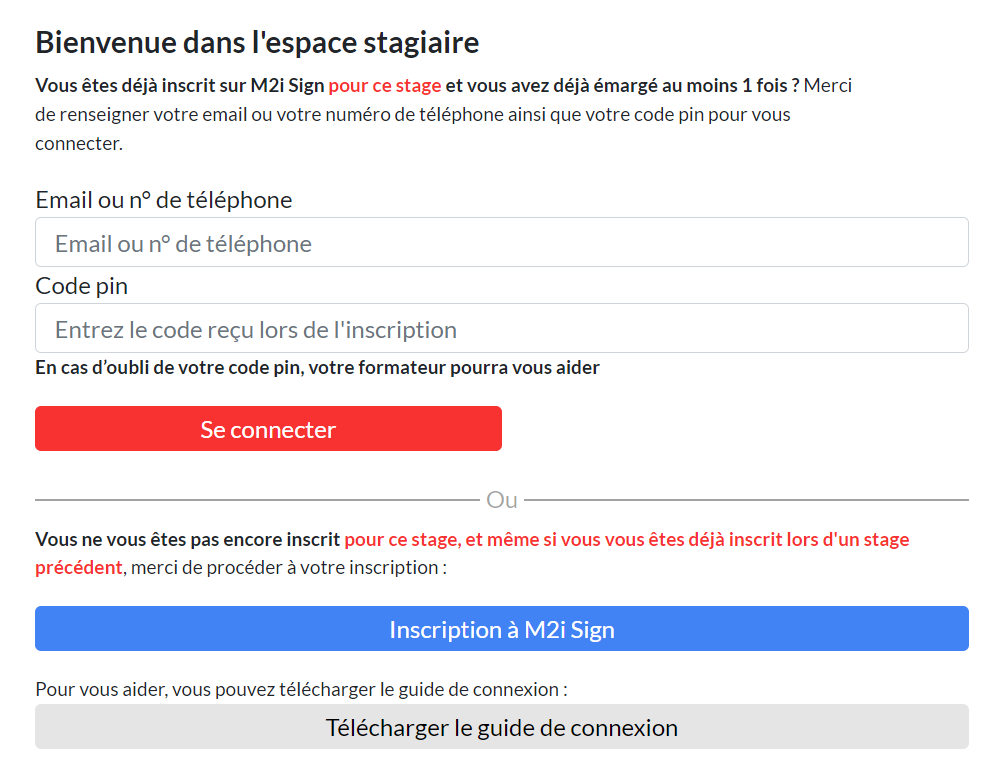 Bienvenue dans l'espace stagiaire
Vous êtes déjà inscrit sur M2i Sign pour ce stage et vous avez déjà émargé au moins 1 fois ? Merci
de renseigner votre email ou votre numéro de téléphone ainsi que votre code pin pour vous
connecter.
Email ou n° de téléphone
Email ou n° de téléphone
Code pin
Entrez le code reçu lors de l'inscription
En cas d’oubli de votre code pin, votre formateur pourra vous aider
Se connecter
Ou
Vous ne vous êtes pas encore inscrit pour ce stage, et même si vous vous êtes déjà inscrit lors d'un stage
précédent, merci de procéder à votre inscription :
Inscription à M2i Sign
Pour vous aider, vous pouvez télécharger le guide de connexion :
Télécharger le guide de connexion